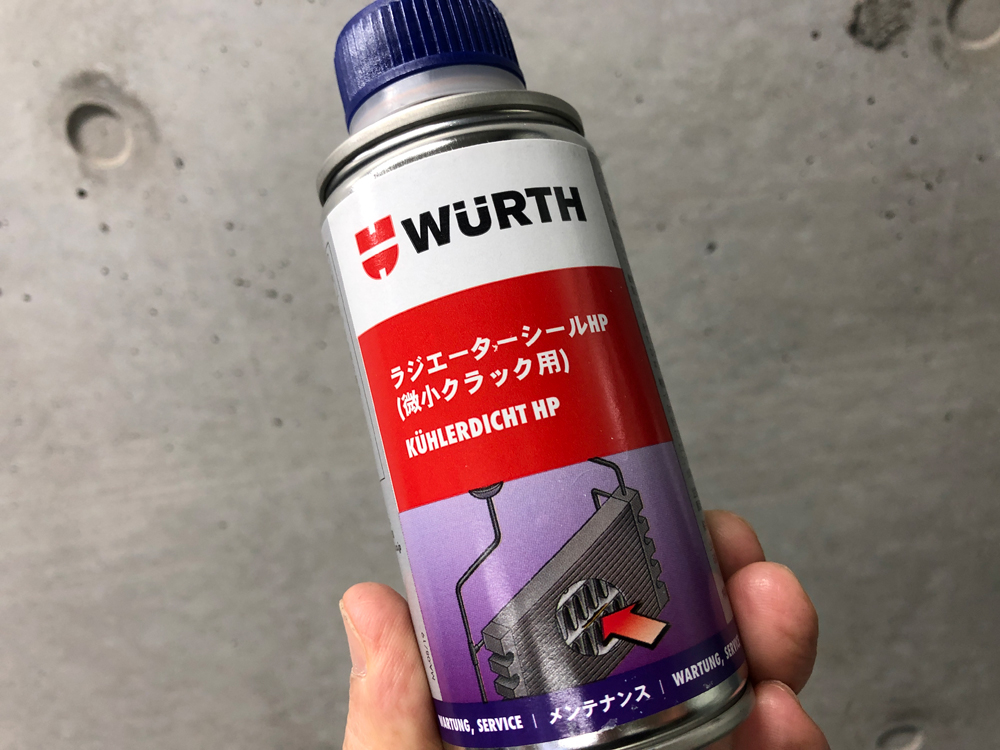 WÜRTH
ラジエーターシールHP
(微小クラック用)
KÜHLERDICHT HP
WARTUNG, SERVICE | メンテナンス | WARTUNG, SERVICE